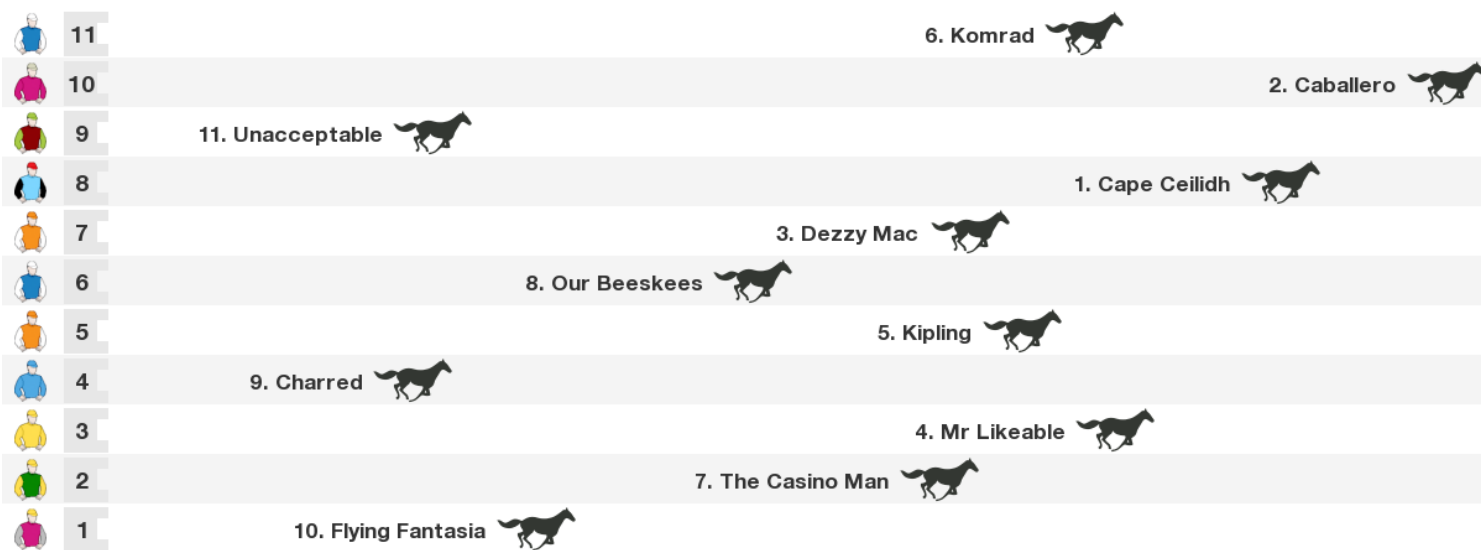 11 6. Komrad
10 2. Caballero
9 11. Unacceptable
8 1. Cape Ceilidh
7 3. Dezzy Mac
6 8. Our Beeskees
5 5. Kipling
4 9. Charred
3 4. Mr Likeable
2 7. The Casino Man
1 10. Flying Fantasia